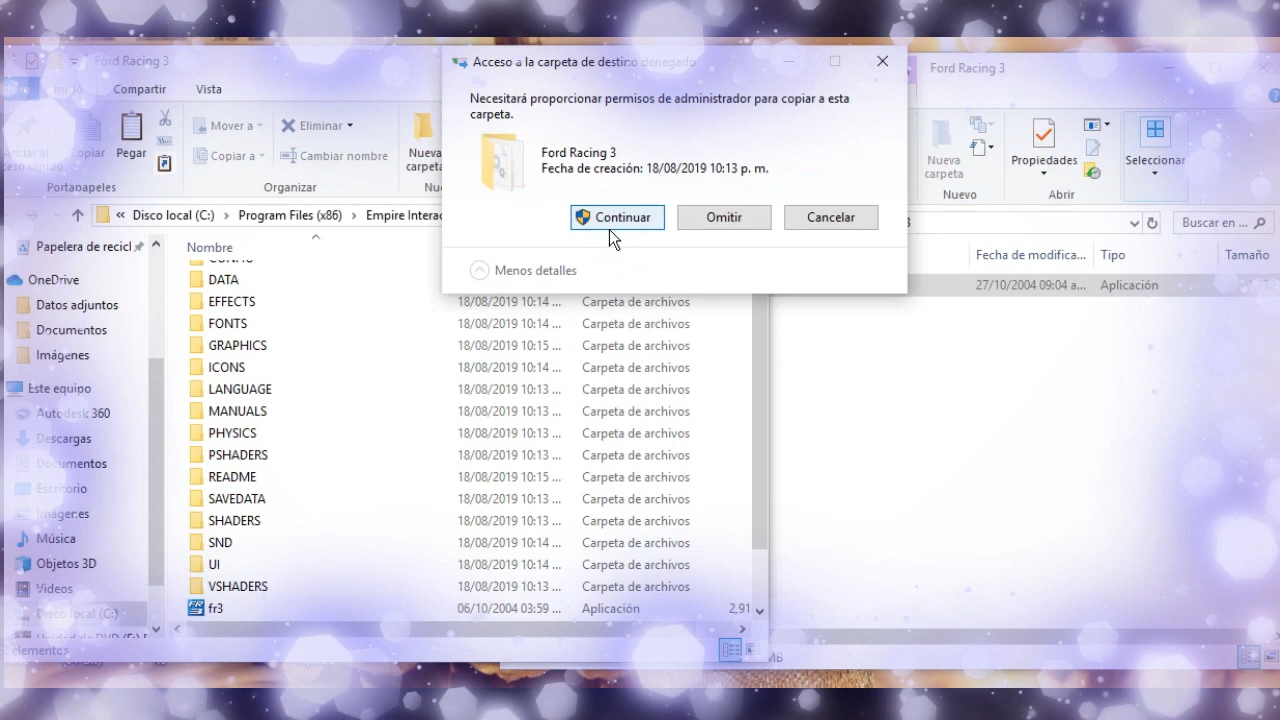 Ford Racing 3
Compartir
Vista
Pegar
Mover a
Copiar a
Eliminar
Cambiar nombre
Copiar
Nueva
carpeta
Portapapeles
Organizar
« Disco local (C:) › Program Files (x86) › Empire Interac
Acceso a la carpeta de destino denegado
Necesitará proporcionar permisos de administrador para copiar a esta
carpeta.
Ford Racing 3
Fecha de creación: 18/08/2019 10:13 p. m.
Continuar
Omitir
Cancelar
Menos detalles
Ford Racing 3
Nueva
carpeta
Propiedades
Seleccionar
Nuevo
Abrir
Buscar en ...
Fecha de modifica...
Tipo
Tamaño
27/10/2004 09:04 a...
Aplicación
Papelera de recicl
OneDrive
Datos adjuntos
Documentos
Imágenes
Este equipo
Autodesk 360
Descargas
Documentos
Escritorio
Imágenes
Música
Objetos 3D
Videos
Disco local (C:)
Nombre
DATA
EFFECTS 18/08/2019 10:14 ... Carpeta de archivos
FONTS 18/08/2019 10:14 ... Carpeta de archivos
GRAPHICS 18/08/2019 10:15 ... Carpeta de archivos
ICONS 18/08/2019 10:14 ... Carpeta de archivos
LANGUAGE 18/08/2019 10:13 ... Carpeta de archivos
MANUALS 18/08/2019 10:13 ... Carpeta de archivos
PHYSICS 18/08/2019 10:13 ... Carpeta de archivos
PSHADERS 18/08/2019 10:13 ... Carpeta de archivos
README 18/08/2019 10:15 ... Carpeta de archivos
SAVEDATA 18/08/2019 10:13 ... Carpeta de archivos
SHADERS 18/08/2019 10:13 ... Carpeta de archivos
SND 18/08/2019 10:14 ... Carpeta de archivos
UI 18/08/2019 10:14 ... Carpeta de archivos
VSHADERS 18/08/2019 10:13 ... Carpeta de archivos
fr3 06/10/2004 03:59 ... Aplicación 2,91
elementos
MB